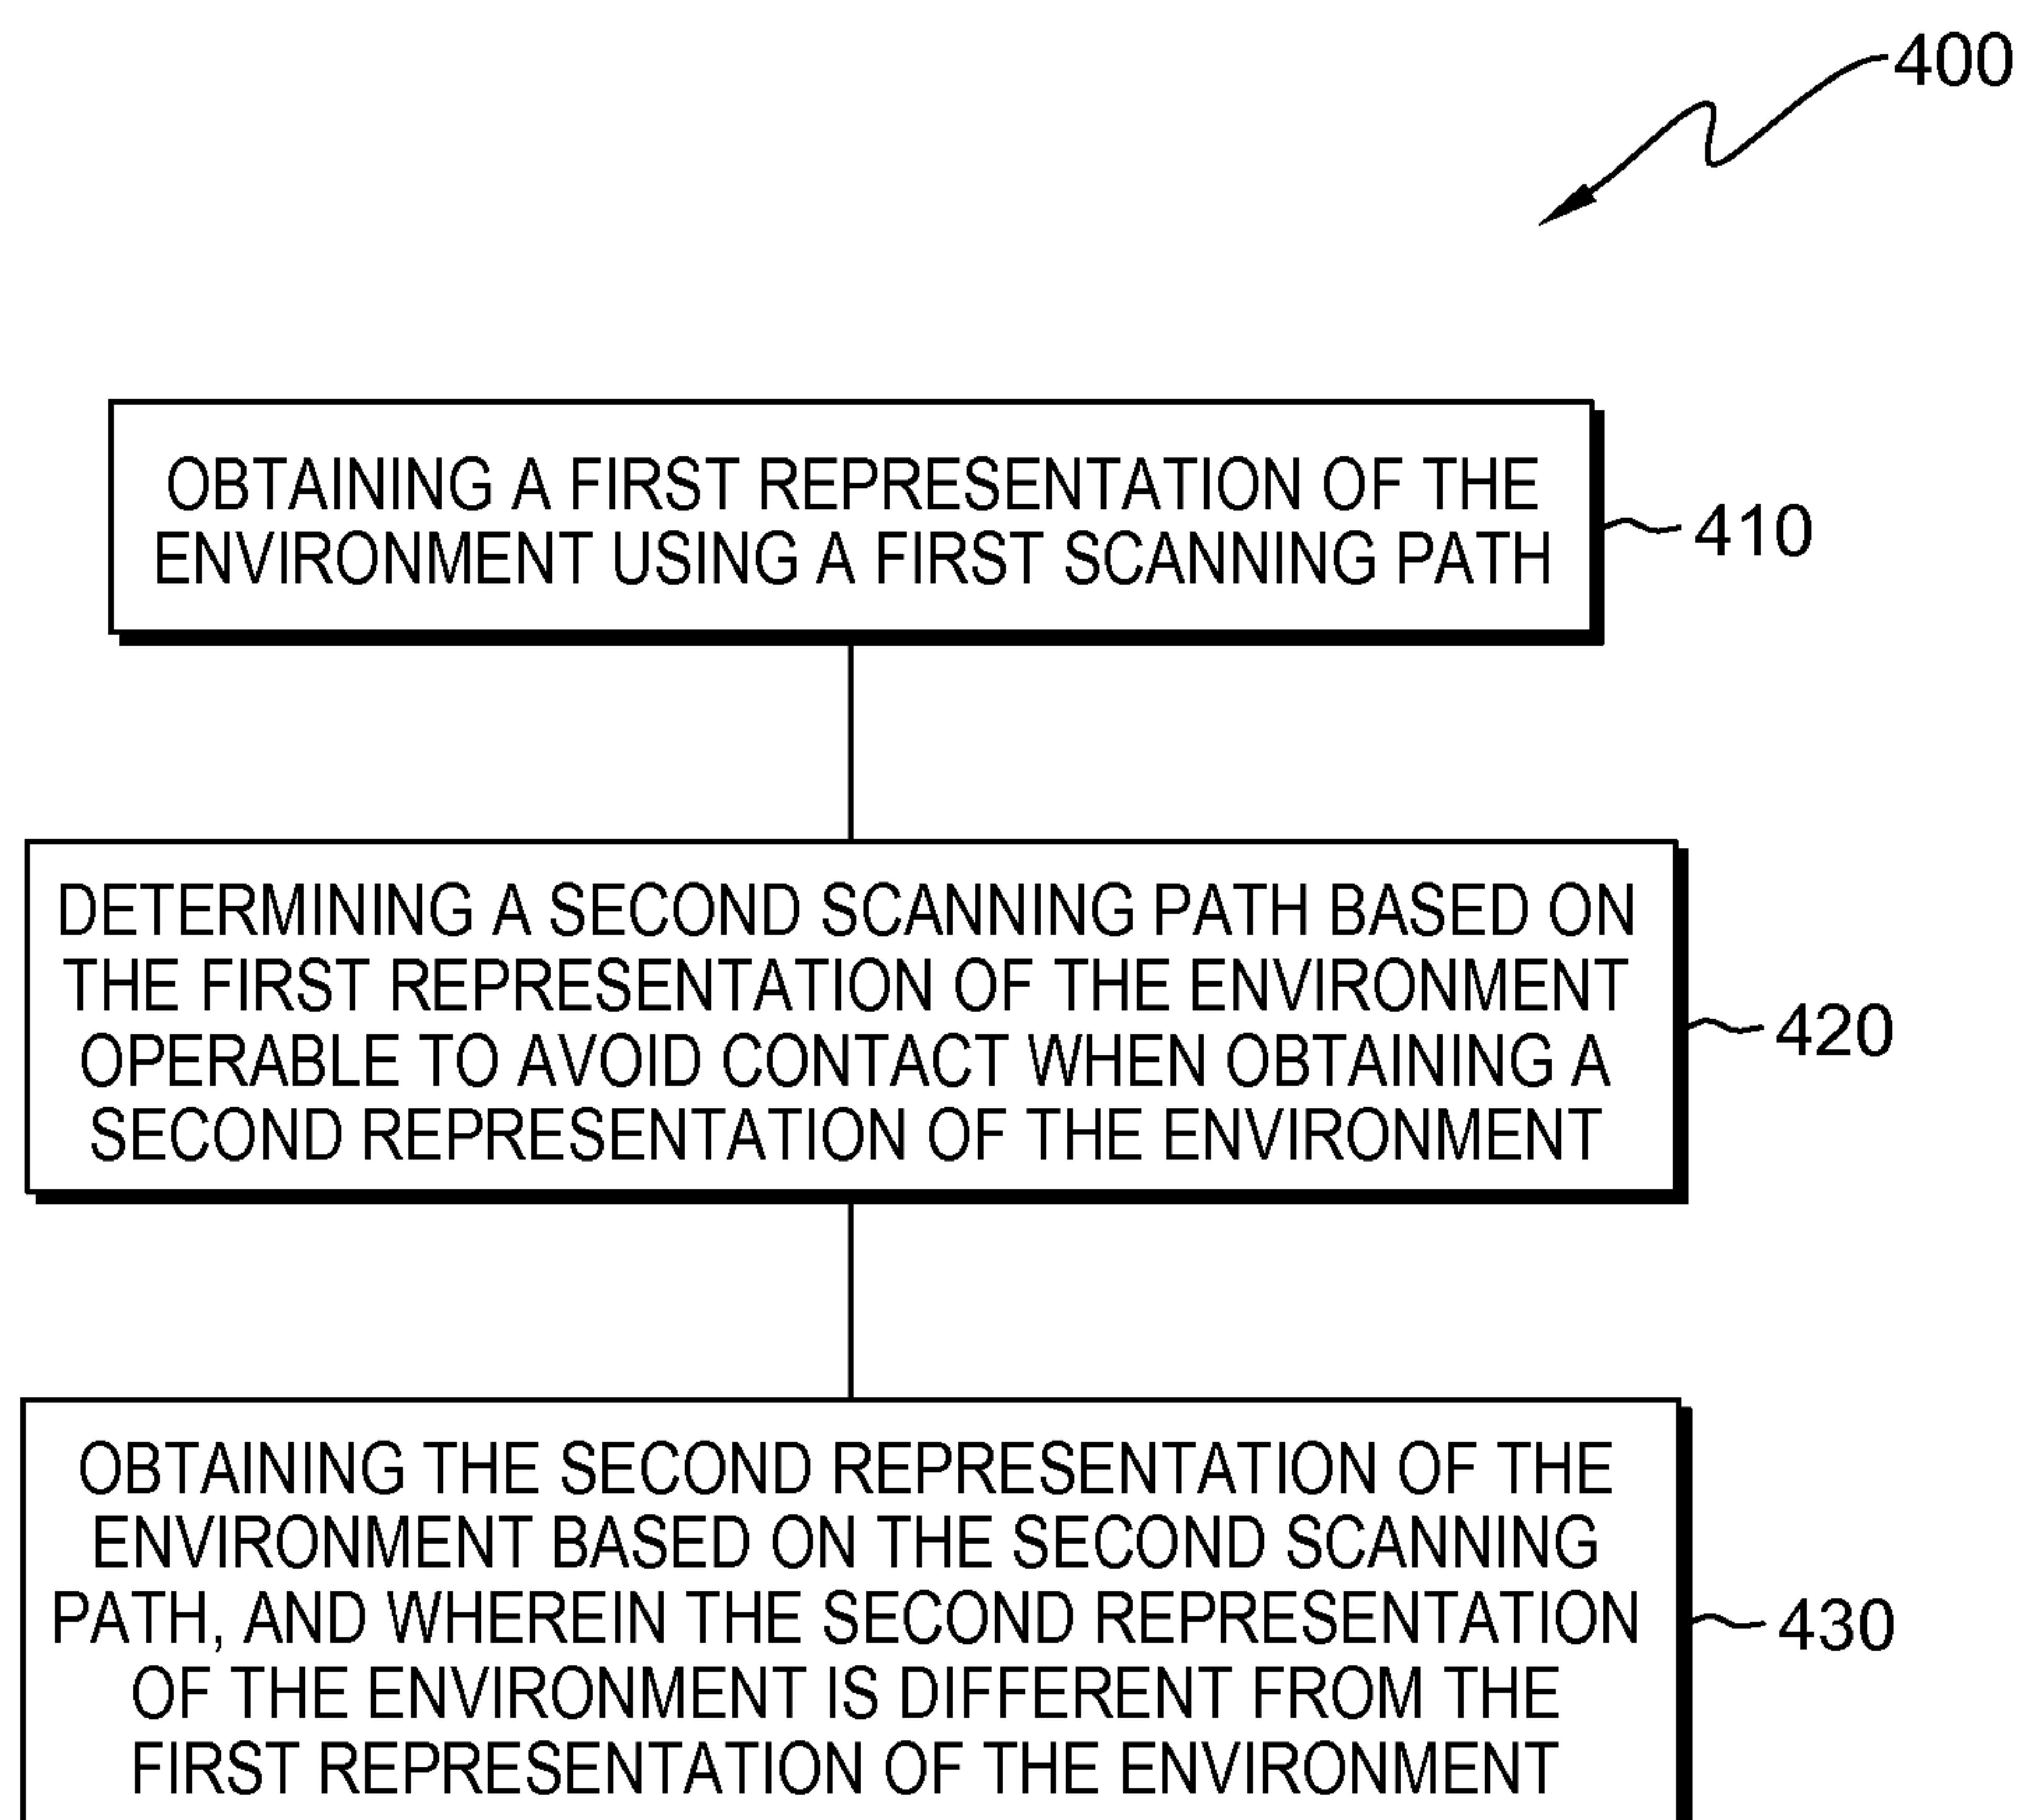 400
OBTAINING A FIRST REPRESENTATION OF THE
ENVIRONMENT USING A FIRST SCANNING PATH
410
DETERMINING A SECOND SCANNING PATH BASED ON
THE FIRST REPRESENTATION OF THE ENVIRONMENT
OPERABLE TO AVOID CONTACT WHEN OBTAINING A
SECOND REPRESENTATION OF THE ENVIRONMENT
420
OBTAINING THE SECOND REPRESENTATION OF THE
ENVIRONMENT BASED ON THE SECOND SCANNING
PATH, AND WHEREIN THE SECOND REPRESENTATION
OF THE ENVIRONMENT IS DIFFERENT FROM THE
FIRST REPRESENTATION OF THE ENVIRONMENT
430